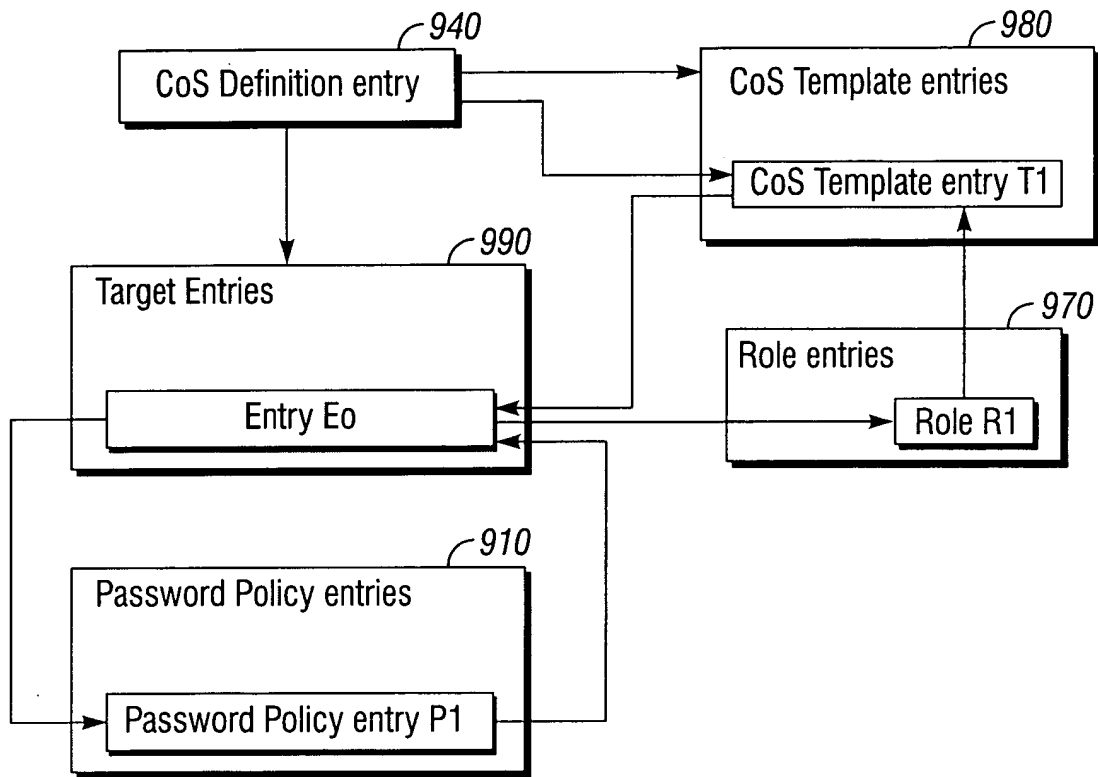 940
CoS Definition entry
980
CoS Template entries
CoS Template entry T1
990
Target Entries
Entry Eo
970
Role entries
Role R1
910
Password Policy entries
Password Policy entry P1